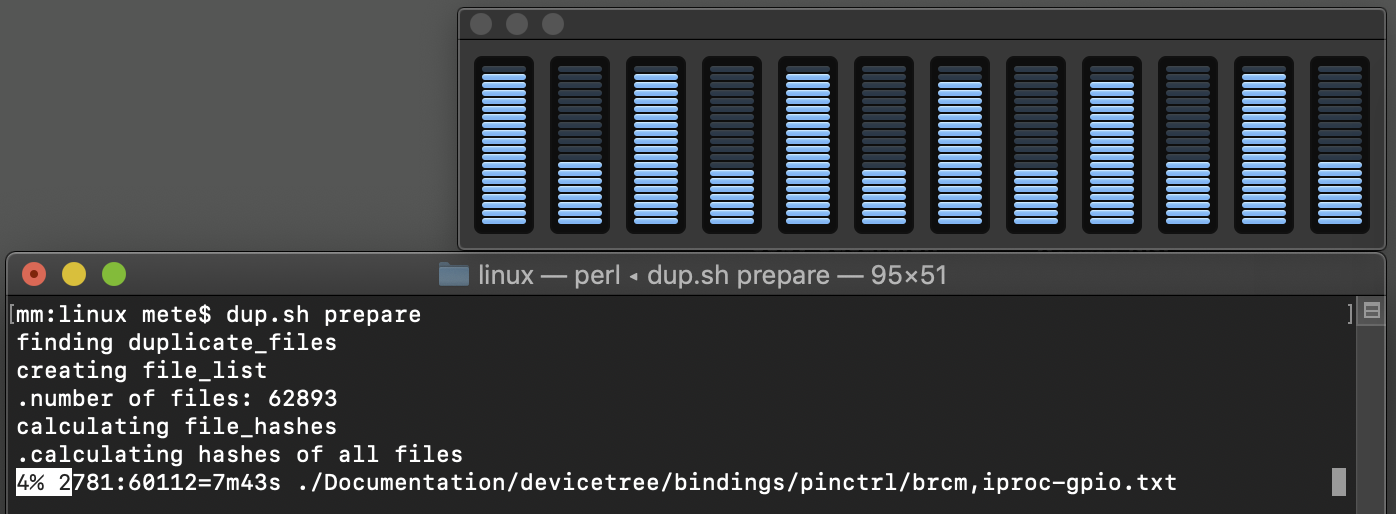 linux — perl ◂ dup.sh prepare — 95×51
[mm:linux mete$ dup.sh prepare ]
finding duplicate_files
creating file_list
.number of files: 62893
calculating file_hashes
.calculating hashes of all files
4% 2781:60112=7m43s ./Documentation/devicetree/bindings/pinctrl/brcm,iproc-gpio.txt